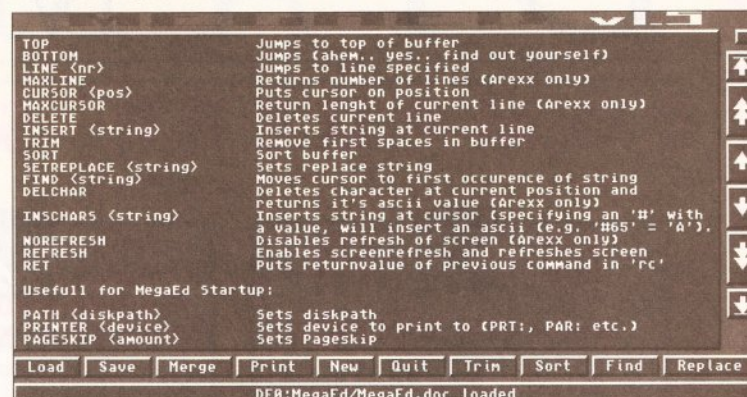 TOP Jumps to top of buffer
BOTTOM Jumps (ahem.. yes.. find out yourself)
LINE <nr> Jumps to line specified
MAXLINE Returns number of lines (Arexx only)
CURSOR <pos> Puts cursor on position
MAXCURSOR Return lenght of current line (Arexx only)
DELETE Deletes current line
INSERT <string> Inserts string at current line
TRIM Remove first spaces in buffer
SORT Sort buffer
SETREPLACE <string> Sets replace string
FIND <string> Moves cursor to first occurence of string
DELCHAR Deletes character at current position and
returns it's ascii value (Arexx only)
INSCHARS <string> Inserts string at cursor (specifying an '#' with
a value, will insert an ascii (e.g. '#65' = 'A').
NOREFRESH Disables refresh of screen (Arexx only)
REFRESH Enables screenrefresh and refreshes screen
RET Puts returnvalue of previous command in 'rc'
Usefull for MegaEd Startup:
PATH <diskpath> Sets diskpath
PRINTER <device> Sets device to print to (PRT:, PAR: etc.)
PAGESKIP <amount> Sets Pageskip
Load Save Merge Print New Quit Trim Sort Find Replace
DF0:MegaEd/MegaEd.doc loaded